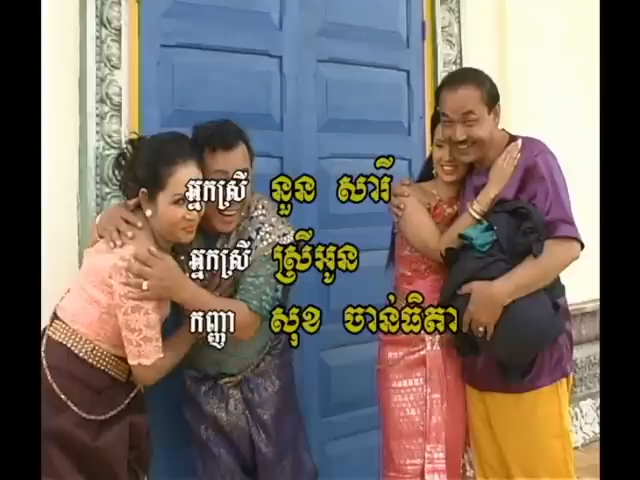 អ្នកស្រី នួន សារី
អ្នកស្រី ស្រីអូន
កញ្ញា សុខ ចាន់ធិតា